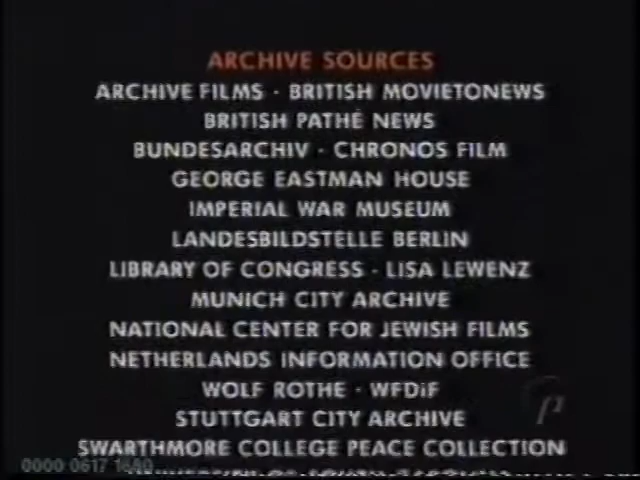 ARCHIVE SOURCES
ARCHIVE FILMS · BRITISH MOVIETONEWS
BRITISH PATHÉ NEWS
BUNDESARCHIV · CHRONOS FILM
GEORGE EASTMAN HOUSE
IMPERIAL WAR MUSEUM
LANDESBILDSTELLE BERLIN
LIBRARY OF CONGRESS · LISA LEWENZ
MUNICH CITY ARCHIVE
NATIONAL CENTER FOR JEWISH FILMS
NETHERLANDS INFORMATION OFFICE
WOLF ROTHE · WFDiF
STUTTGART CITY ARCHIVE
SWARTHMORE COLLEGE PEACE COLLECTION
0000 0617